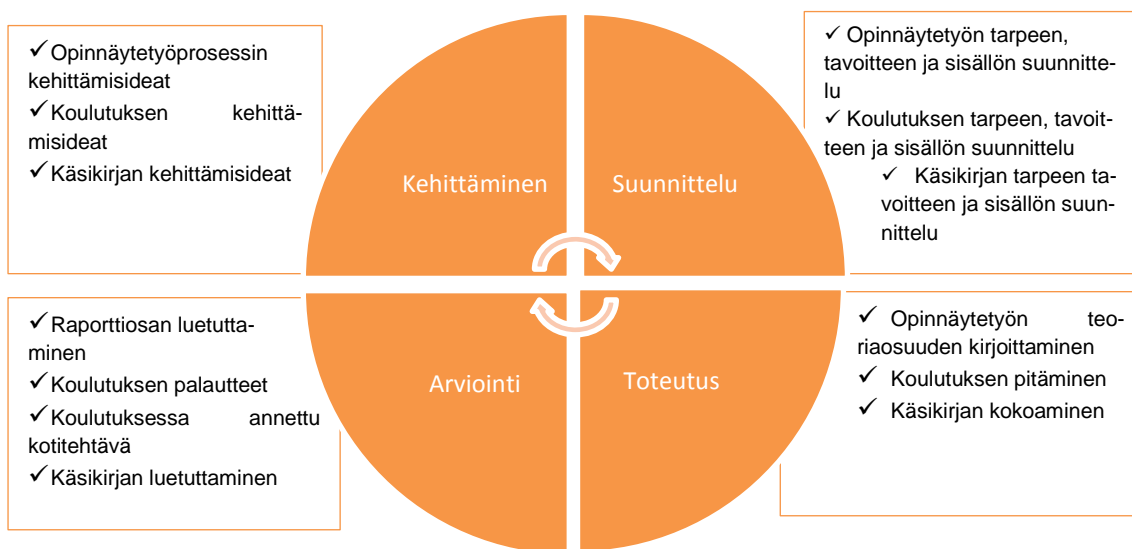 ✓Opinnäytetyöprosessin
kehittämisideat
✓Koulutuksen kehittä-
misideat
✓Käsikirjan kehittämisideat
✓ Opinnäytetyön tarpeen,
tavoitteen ja sisällön suunnitte-
lu
✓ Koulutuksen tarpeen, tavoit-
teen ja sisällön suunnittelu
✓ Käsikirjan tarpeen ta-
voitteen ja sisällön suun-
nittelu
Kehittäminen
Suunnittelu
Arviointi
Toteutus
✓Raporttiosan luetutta-
minen
✓Koulutuksen palautteet
✓Koulutuksessa annettu
kotitehtävä
✓Käsikirjan luetuttaminen
✓ Opinnäytetyön teo-
riaosuuden kirjoittaminen
✓ Koulutuksen pitäminen
✓ Käsikirjan kokoaminen